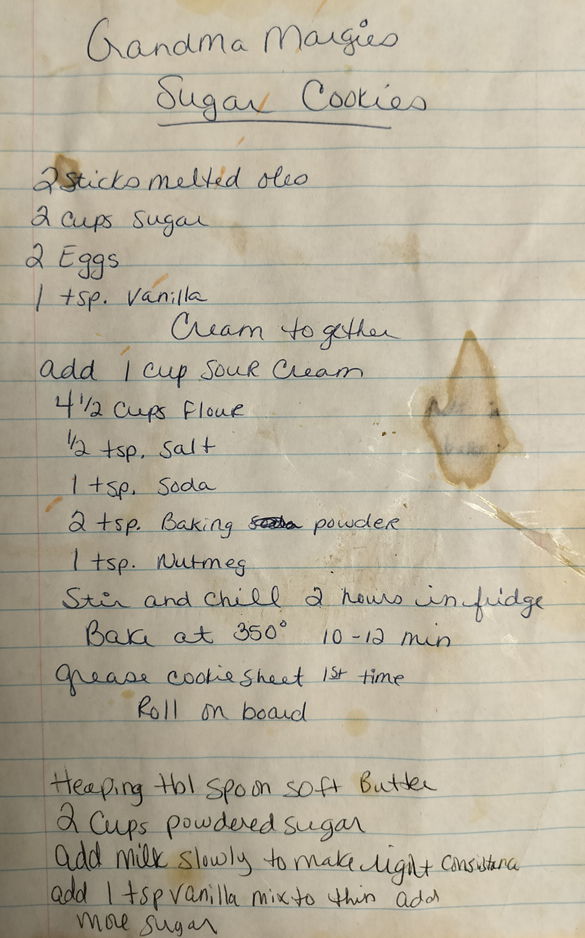 Grandma Margies
Sugar Cookies
2 sticks melted oleo
2 cups sugar
2 Eggs
1 tsp. Vanilla
Cream together
add 1 cup Sour Cream
4 1/2 Cups Flour
1/2 tsp. Salt
1 tsp. Soda
2 tsp. Baking powder
1 tsp. Nutmeg
Stir and chill 2 hours in fridge
Bake at 350° 10-12 min
grease cookie sheet 1st time
Roll on board
Heaping tbl spoon soft Butter
2 Cups powdered sugar
add milk slowly to make right
add 1 tsp vanilla mix to thin add
more sugar